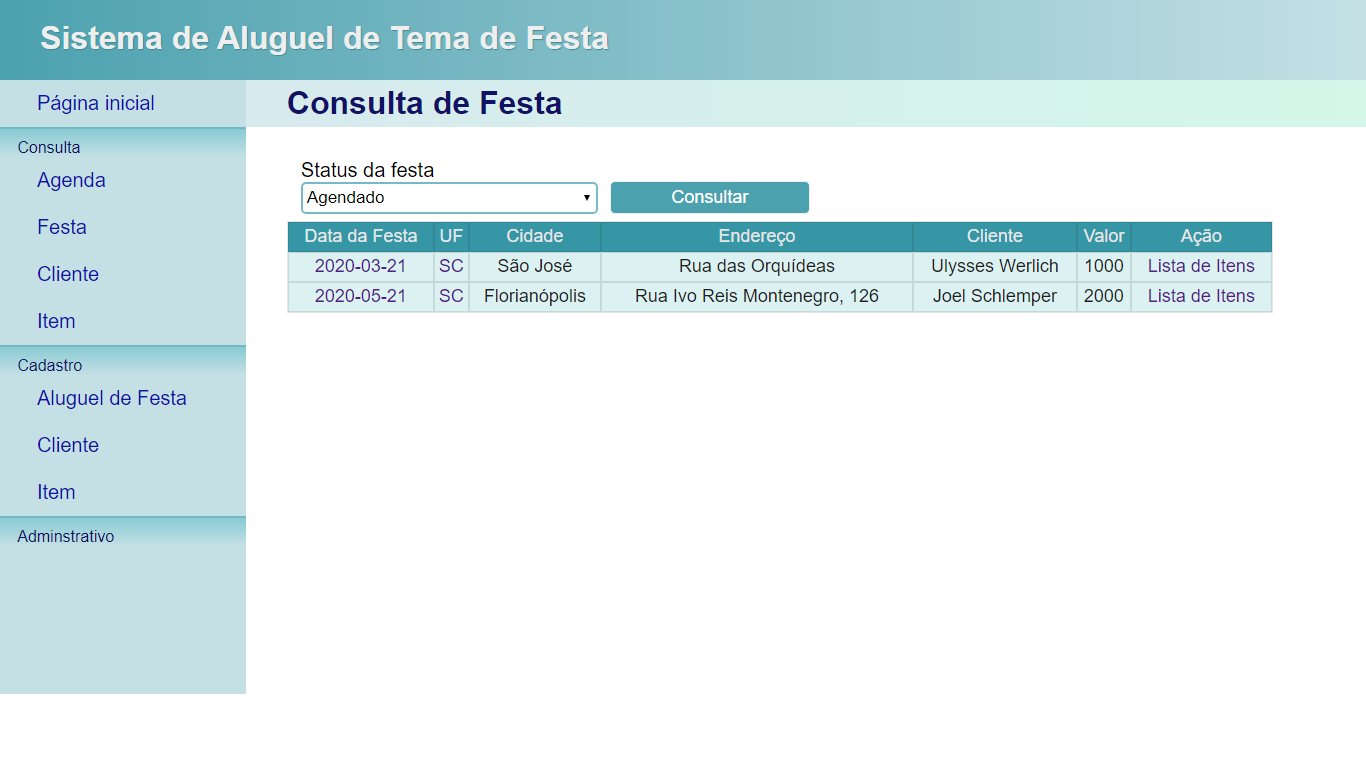 Sistema de Aluguel de Tema de Festa
Página inicial
Consulta
Agenda
Festa
Cliente
Item
Cadastro
Aluguel de Festa
Cliente
Item
Adminstrativo
Consulta de Festa
Status da festa
Agendado Consultar
Data da Festa UF Cidade Endereço Cliente Valor Ação
2020-03-21 SC São José Rua das Orquídeas Ulysses Werlich 1000 Lista de Itens
2020-05-21 SC Florianópolis Rua Ivo Reis Montenegro, 126 Joel Schlemper 2000 Lista de Itens